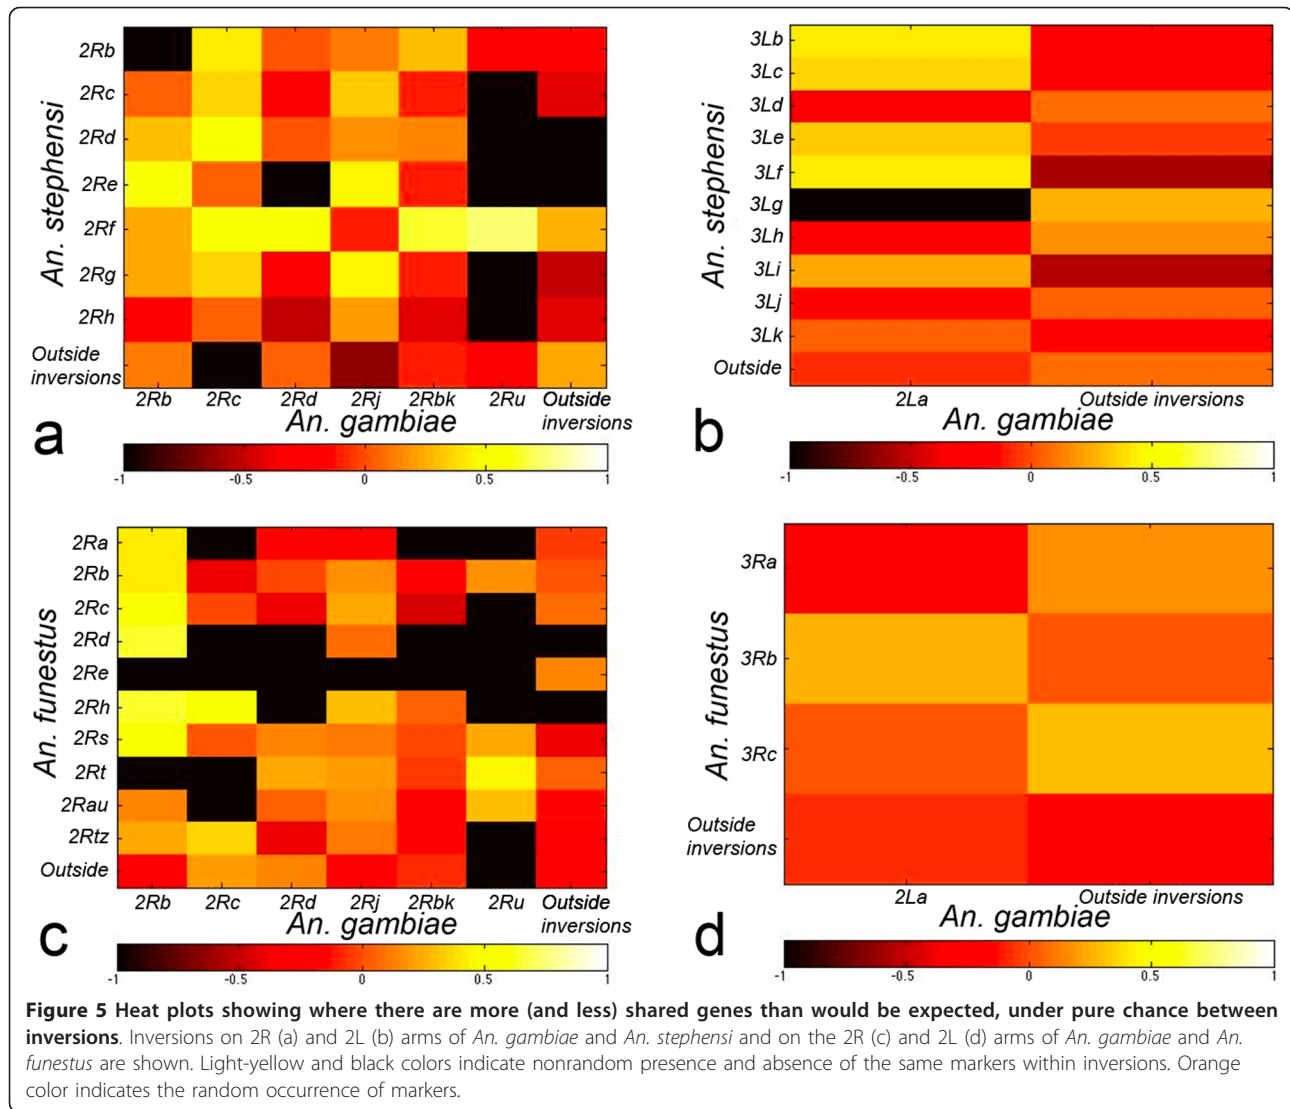 An. stephensi
2Rb
2Rc
2Rd
2Re
2Rf
2Rg
2Rh
Outside
inversions
2Rb 2Rc 2Rd 2Rj 2Rbk 2Ru Outside
inversions
An. gambiae
a
-1 -0.5 0 0.5 1
An. stephensi
3Lb
3Lc
3Ld
3Le
3Lf
3Lg
3Lh
3Li
3Lj
3Lk
Outside
2La Outside inversions
An. gambiae
b
-1 -0.5 0 0.5 1
An. funestus
2Ra
2Rb
2Rc
2Rd
2Re
2Rh
2Rs
2Rt
2Rau
2Rtz
Outside
2Rb 2Rc 2Rd 2Rj 2Rbk 2Ru Outside
inversions
An. gambiae
c
-1 -0.5 0 0.5 1
An. funestus
3Ra
3Rb
3Rc
Outside
inversions
2La Outside inversions
An. gambiae
d
-1 -0.5 0 0.5 1
Figure 5 Heat plots showing where there are more (and less) shared genes than would be expected, under pure chance between
inversions. Inversions on 2R (a) and 2L (b) arms of An. gambiae and An. stephensi and on the 2R (c) and 2L (d) arms of An. gambiae and An.
funestus are shown. Light-yellow and black colors indicate nonrandom presence and absence of the same markers within inversions. Orange
color indicates the random occurrence of markers.